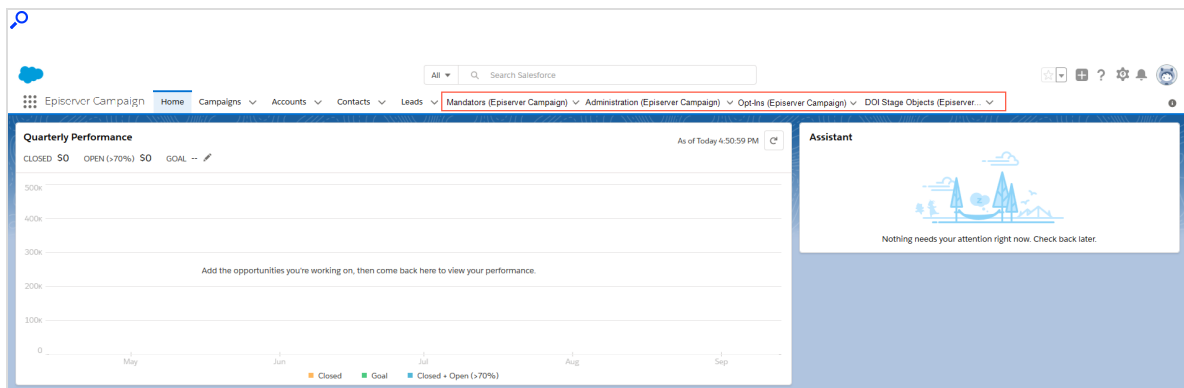 All Search Salesforce
Episerver Campaign Home Campaigns Accounts Contacts Leads Mandators (Episerver Campaign) Administration (Episerver Campaign) Opt-Ins (Episerver Campaign) DOI Stage Objects (Episerver...
Quarterly Performance
As of Today 4:50:59 PM
CLOSED $0 OPEN (>70%) $0 GOAL --
500K
400K
300K
Add the opportunities you're working on, then come back here to view your performance.
200K
100K
0
May Jun Jul Aug Sep
Closed Goal Closed + Open (>70%)
Assistant
Nothing needs your attention right now. Check back later.